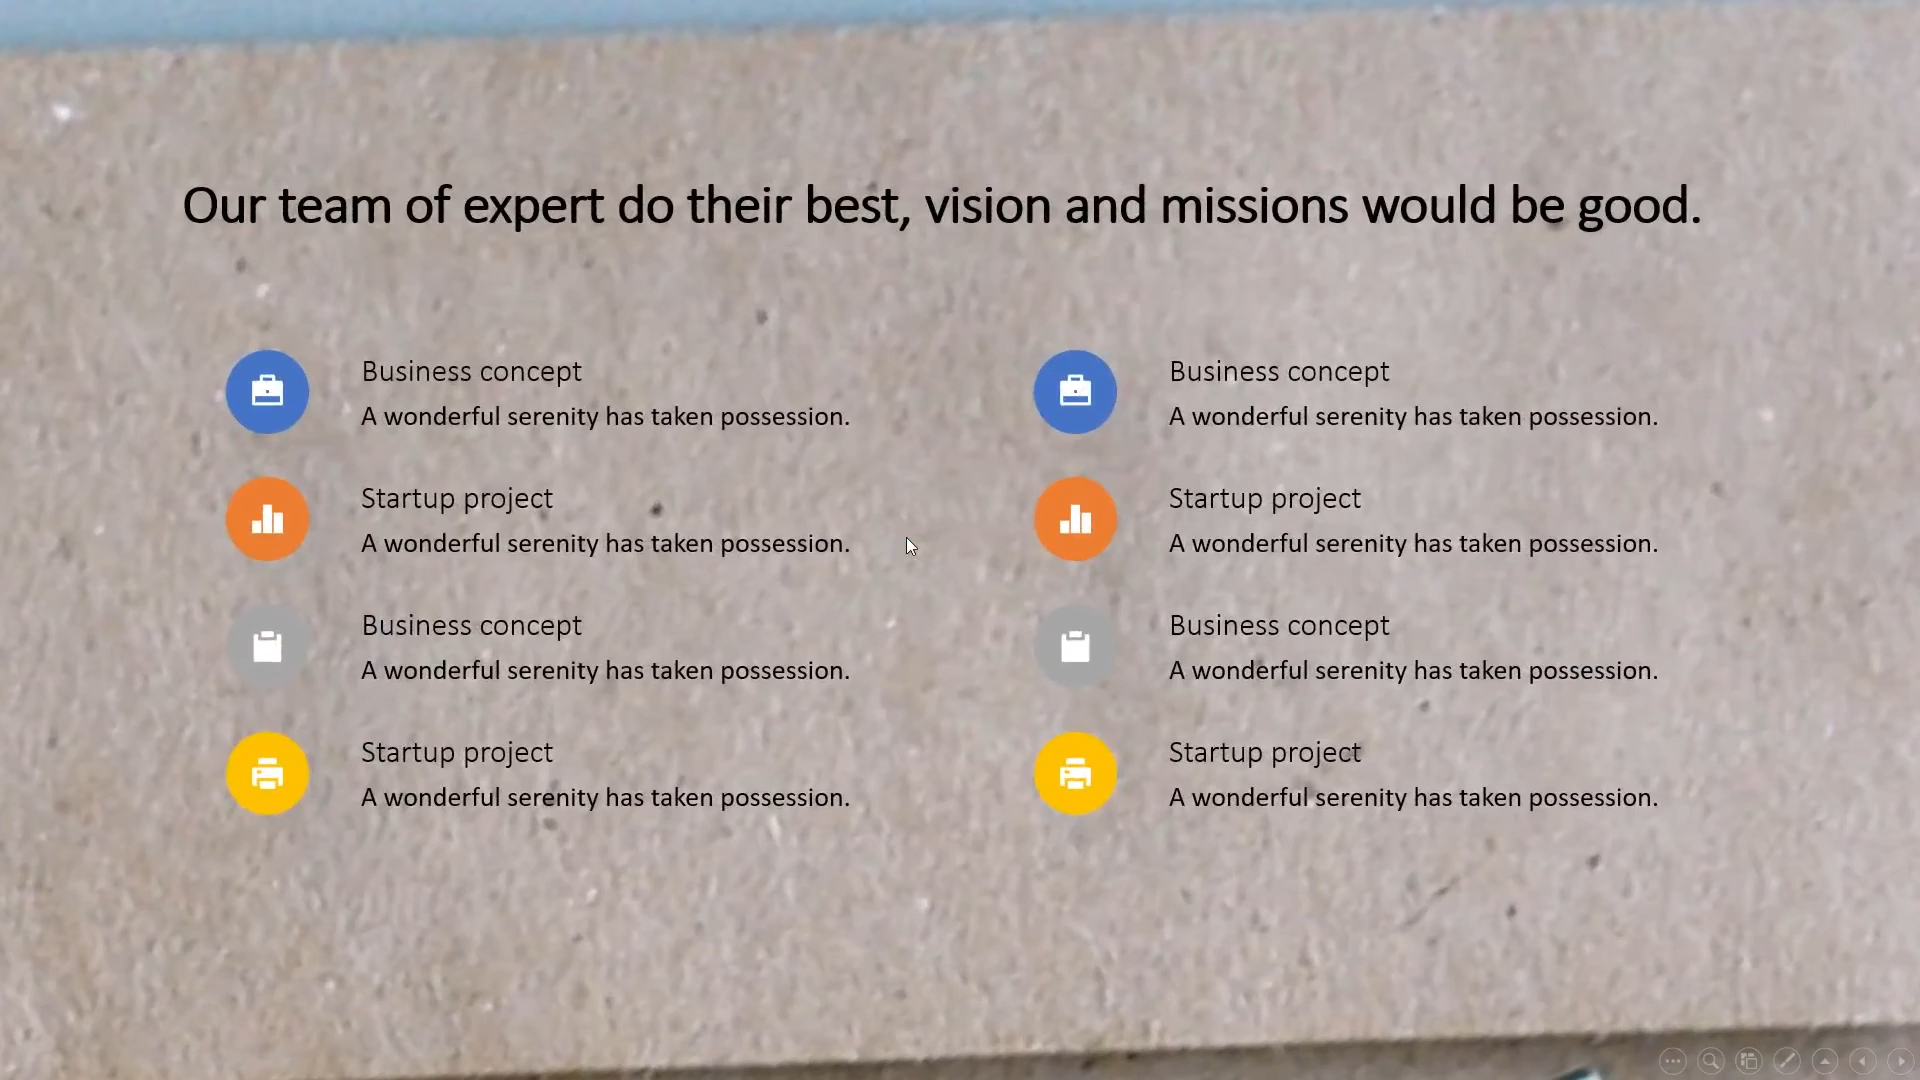 Our team of expert do their best, vision and missions would be good.
Business concept
A wonderful serenity has taken possession.
Startup project
A wonderful serenity has taken possession.
Business concept
A wonderful serenity has taken possession.
Startup project
A wonderful serenity has taken possession.
Business concept
A wonderful serenity has taken possession.
Startup project
A wonderful serenity has taken possession.
Business concept
A wonderful serenity has taken possession.
Startup project
A wonderful serenity has taken possession.